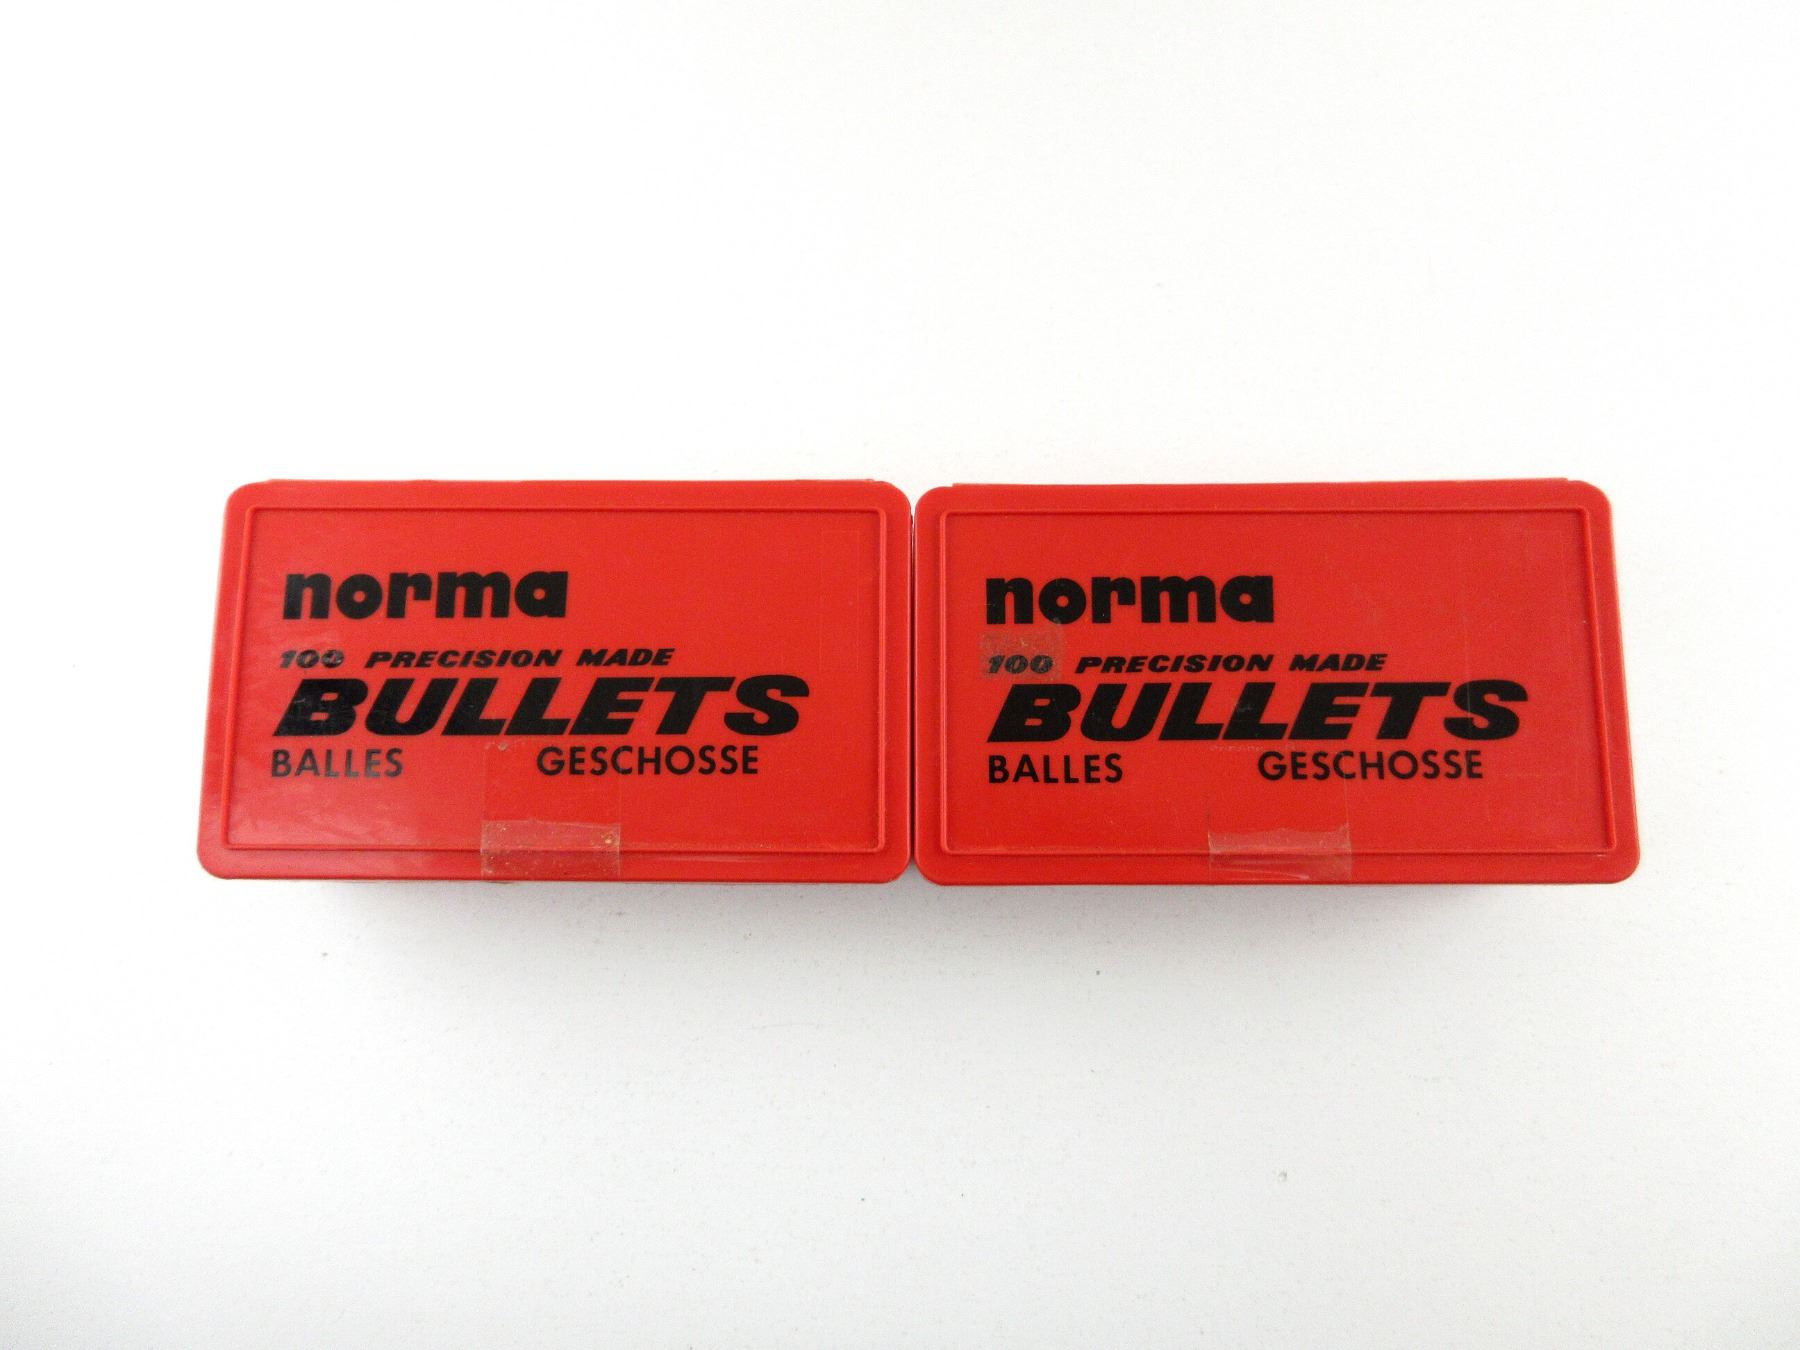 norma
100 PRECISION MADE
BULLETS
BALLES GESCHOSSE
norma
100 PRECISION MADE
BULLETS
BALLES GESCHOSSE